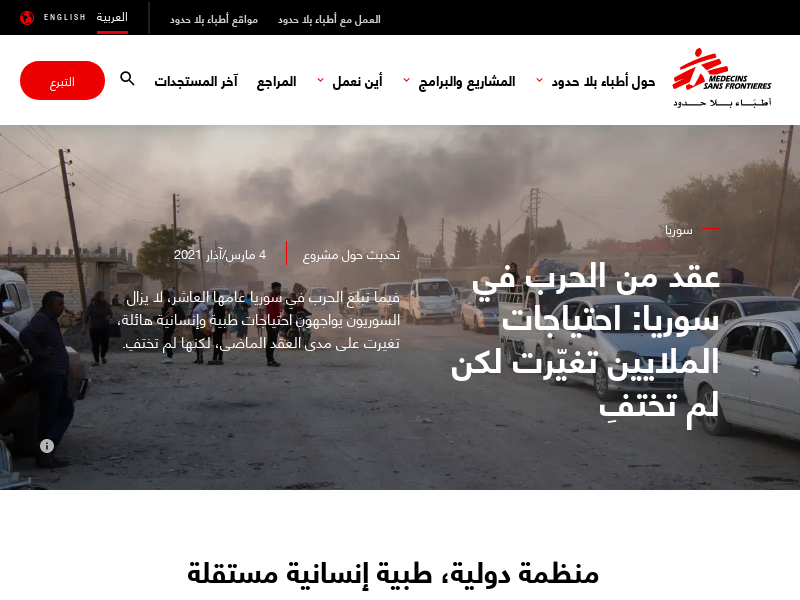 العمل مع أطباء بلا حدود
مواقع أطباء بلا حدود
العربية
ENGLISH
MEDECINS
SANS FRONTIERES
أطـبـاء بـلا حـدود
حول أطباء بلا حدود
المشاريع والبرامج
أين نعمل
المراجع
آخر المستجدات
التبرع
سوريا
عقد من الحرب في
سوريا: احتياجات
الملايين تغيّرت لكن
لم تختفِ
تحديث حول مشروع
4 مارس/آذار 2021
فيما تبلغ الحرب في سوريا عامها العاشر، لا يزال
السوريون يواجهون احتياجات طبية وإنسانية هائلة،
تغيرت على مدى العقد الماضي، لكنها لم تختفِ.
منظمة دولية، طبية إنسانية مستقلة